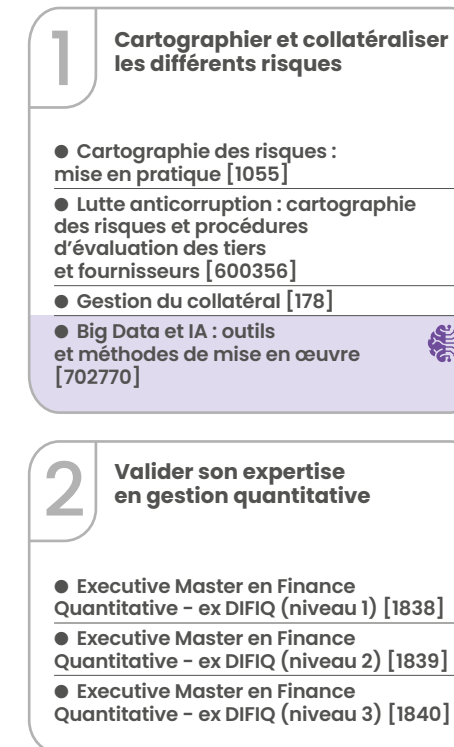 1
Cartographier et collatéraliser
les différents risques
● Cartographie des risques :
mise en pratique [1055]
● Lutte anticorruption : cartographie
des risques et procédures
d’évaluation des tiers
et fournisseurs [600356]
● Gestion du collatéral [178]
● Big Data et IA : outils
et méthodes de mise en œuvre
[702770]
2
Valider son expertise
en gestion quantitative
● Executive Master en Finance
Quantitative - ex DIFIQ (niveau 1) [1838]
● Executive Master en Finance
Quantitative - ex DIFIQ (niveau 2) [1839]
● Executive Master en Finance
Quantitative - ex DIFIQ (niveau 3) [1840]